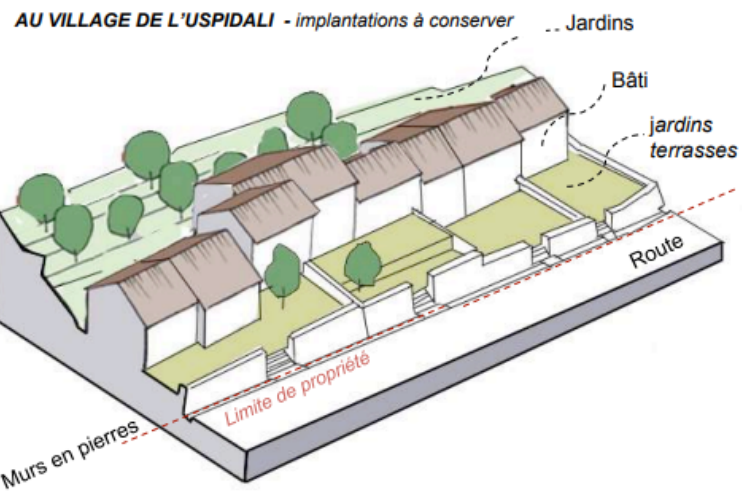 AU VILLAGE DE L'USPIDALI - implantations à conserver
Jardins
Bâti
jardins
terrasses
Route
Limite de propriété
Murs en pierres